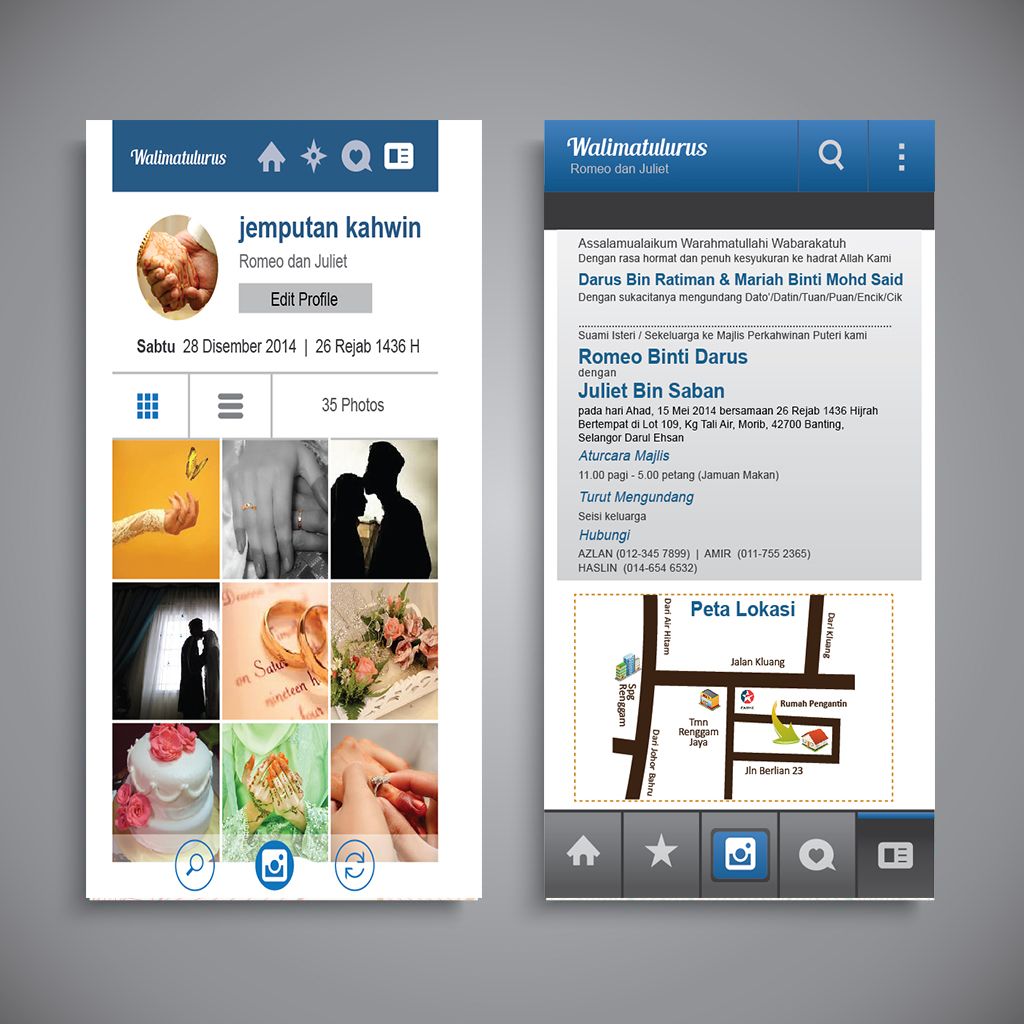 Walimatulurus
jemputan kahwin
Romeo dan Juliet
Edit Profile
Sabtu 28 Disember 2014 | 26 Rejab 1436 H
35 Photos
on Satu
nineteen h
hour
Walimatulurus
Romeo dan Juliet
Assalamualaikum Warahmatullahi Wabarakatuh
Dengan rasa hormat dan penuh kesyukuran ke hadrat Allah Kami
Darus Bin Ratiman & Mariah Binti Mohd Said
Dengan sukacitanya mengundang Dato'/Datin/Tuan/Puan/Encik/Cik
Suami Isteri / Sekeluarga ke Majlis Perkahwinan Puteri kami
Romeo Binti Darus
dengan
Juliet Bin Saban
pada hari Ahad, 15 Mei 2014 bersamaan 26 Rejab 1436 Hijrah
Bertempat di Lot 109, Kg Tali Air, Morib, 42700 Banting,
Selangor Darul Ehsan
Aturcara Majlis
11.00 pagi - 5.00 petang (Jamuan Makan)
Turut Mengundang
Seisi keluarga
Hubungi
AZLAN (012-345 7899) | AMIR (011-755 2365)
HASLIN (014-654 6532)
Peta Lokasi
Dari Air Hitam
Dari Kluang
Jalan Kluang
Spg
Renggam
Rumah Pengantin
Tmn
Renggam
Jaya
Dari Johor Bahru
Jln Berlian 23